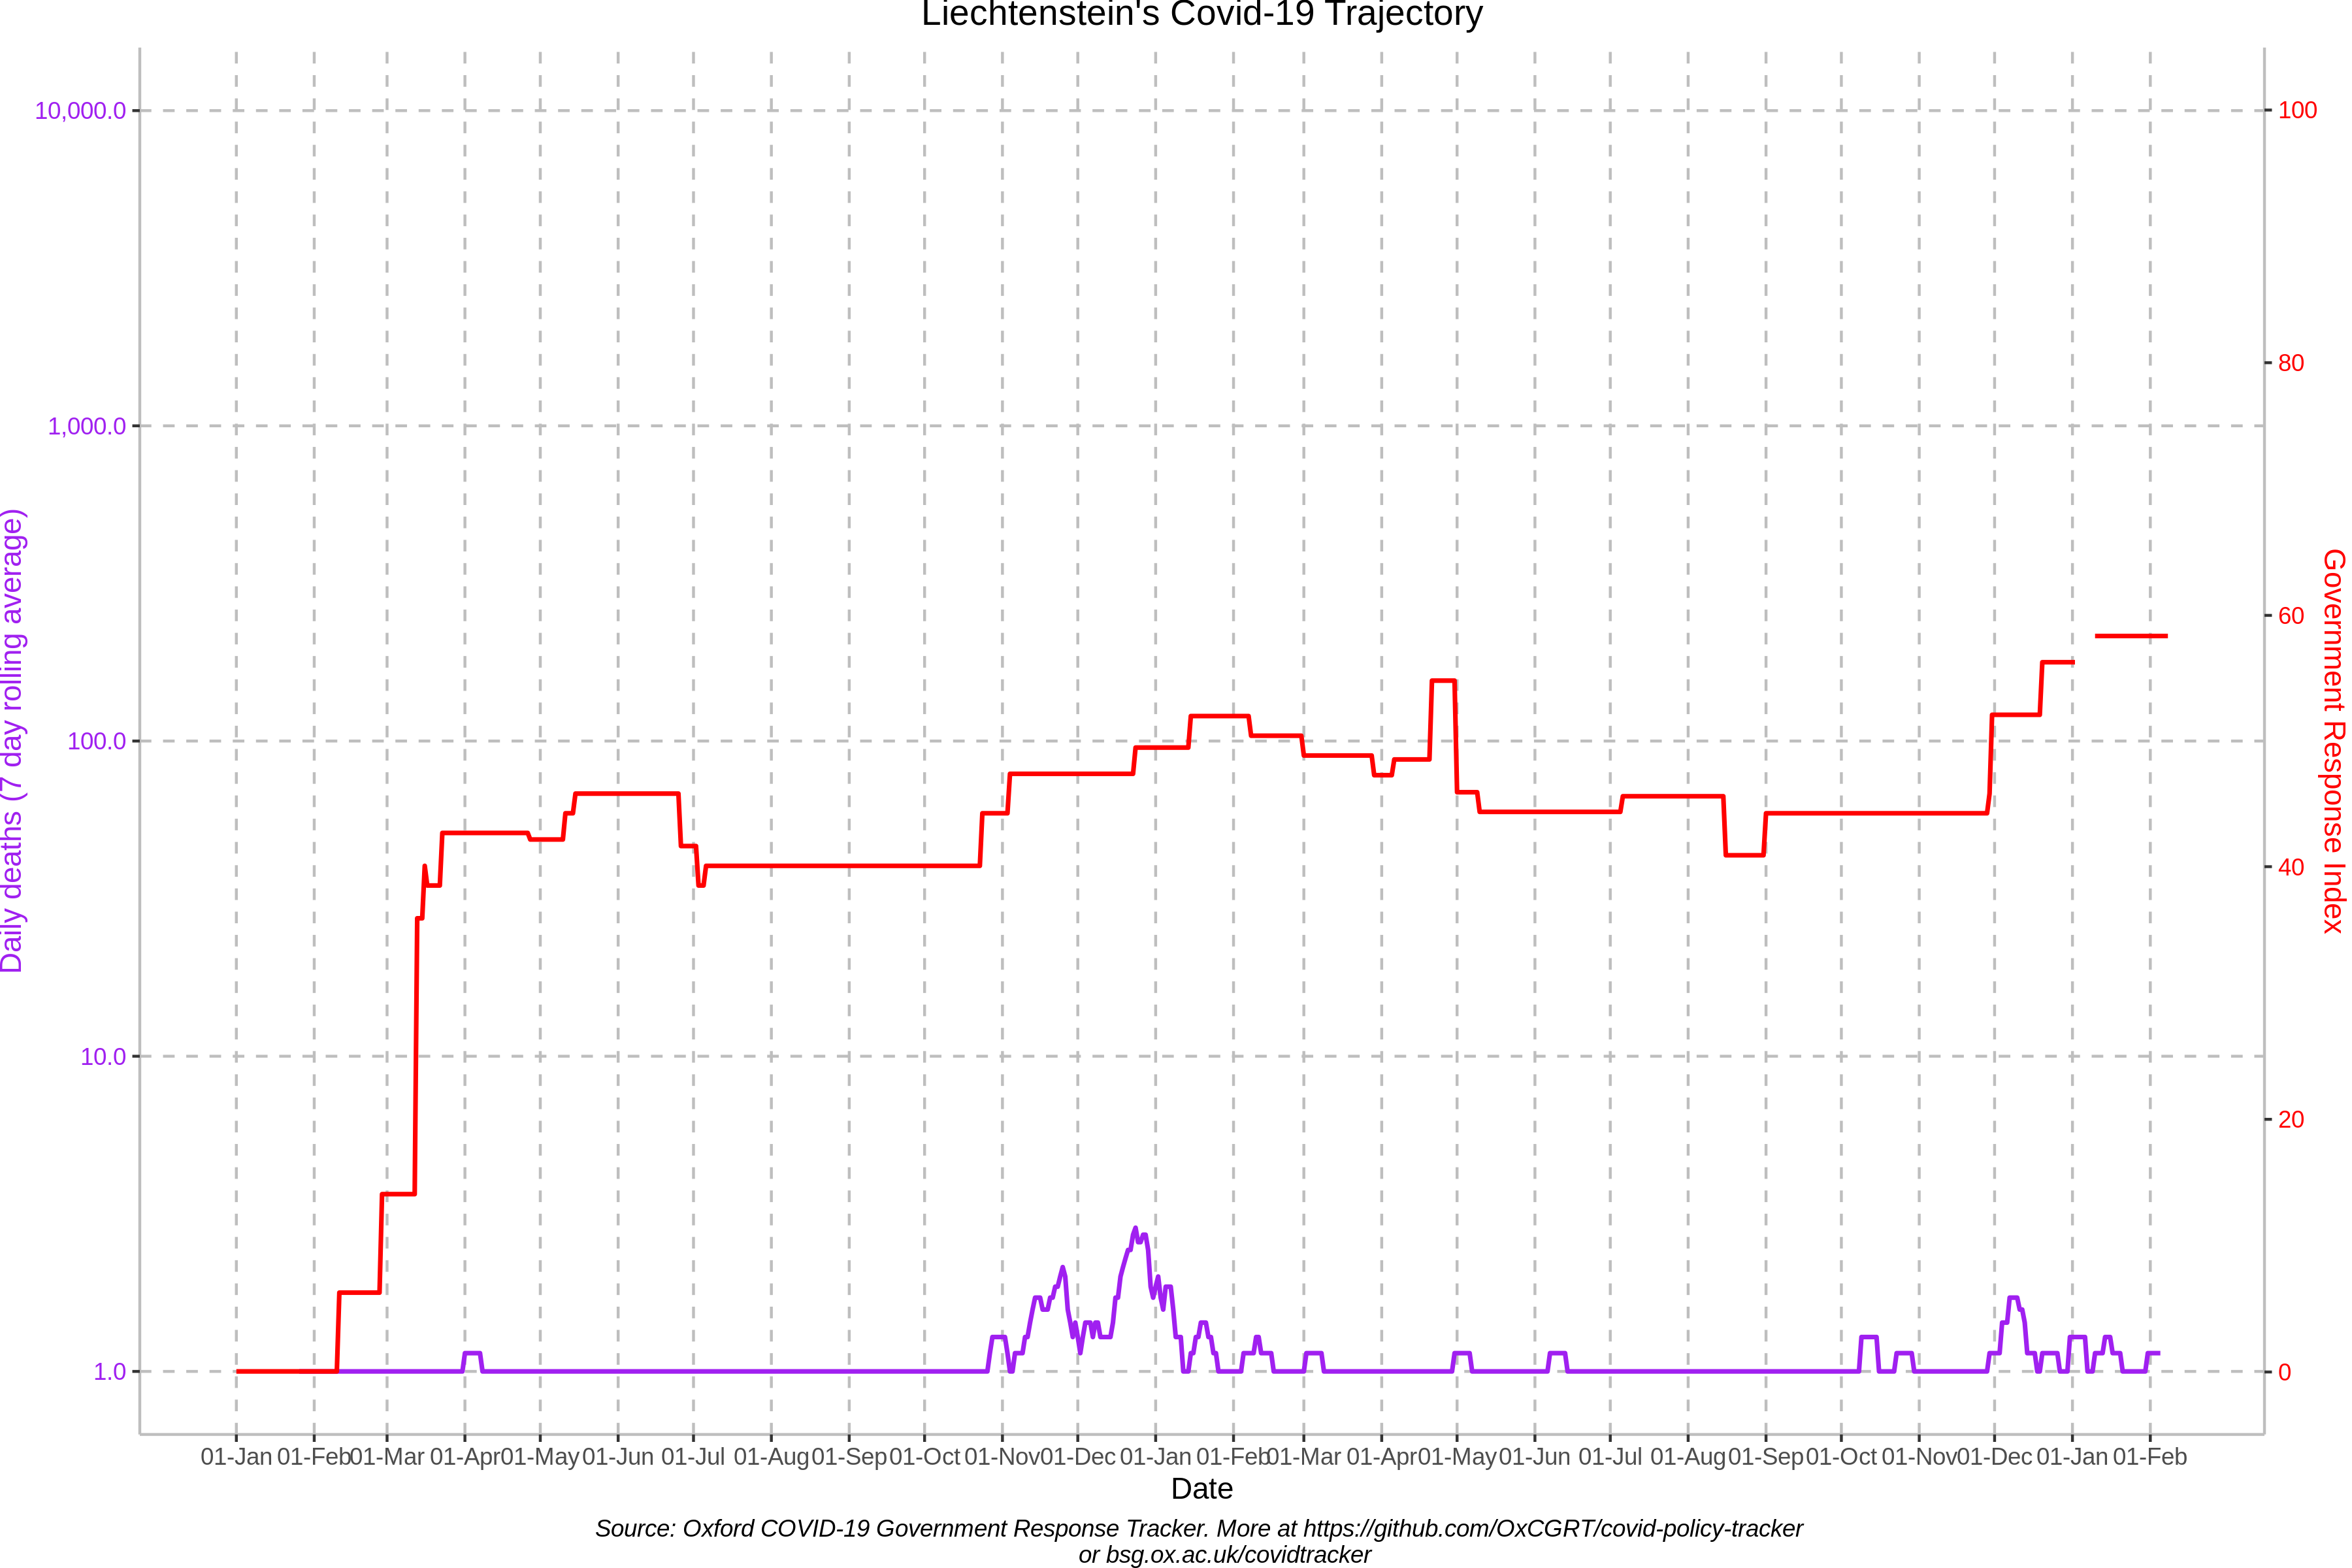 Liechtenstein's Covid-19 Trajectory
10,000.0
1,000.0
100.0
10.0
1.0
Daily deaths (7 day rolling average)
100
80
60
40
20
0
Government Response Index
01-Jan 01-Feb 01-Mar 01-Apr 01-May 01-Jun 01-Jul 01-Aug 01-Sep 01-Oct 01-Nov 01-Dec 01-Jan 01-Feb 01-Mar 01-Apr 01-May 01-Jun 01-Jul 01-Aug 01-Sep 01-Oct 01-Nov 01-Dec 01-Jan 01-Feb
Date
Source: Oxford COVID-19 Government Response Tracker. More at https://github.com/OxCGRT/covid-policy-tracker
or bsg.ox.ac.uk/covidtracker